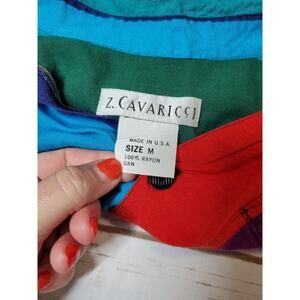 Z. CAVARICCI
MADE IN U.S.A.
SIZE M
100% RAYON
GRN